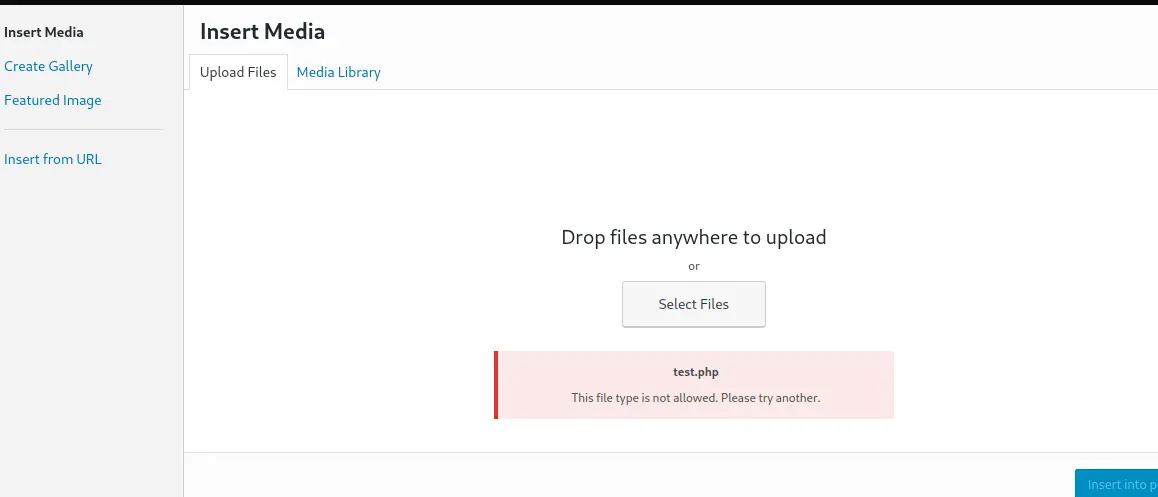 Insert Media
Create Gallery
Featured Image
Insert from URL
Insert Media
Upload Files
Media Library
Drop files anywhere to upload
or
Select Files
test.php
This file type is not allowed. Please try another.
Insert into p